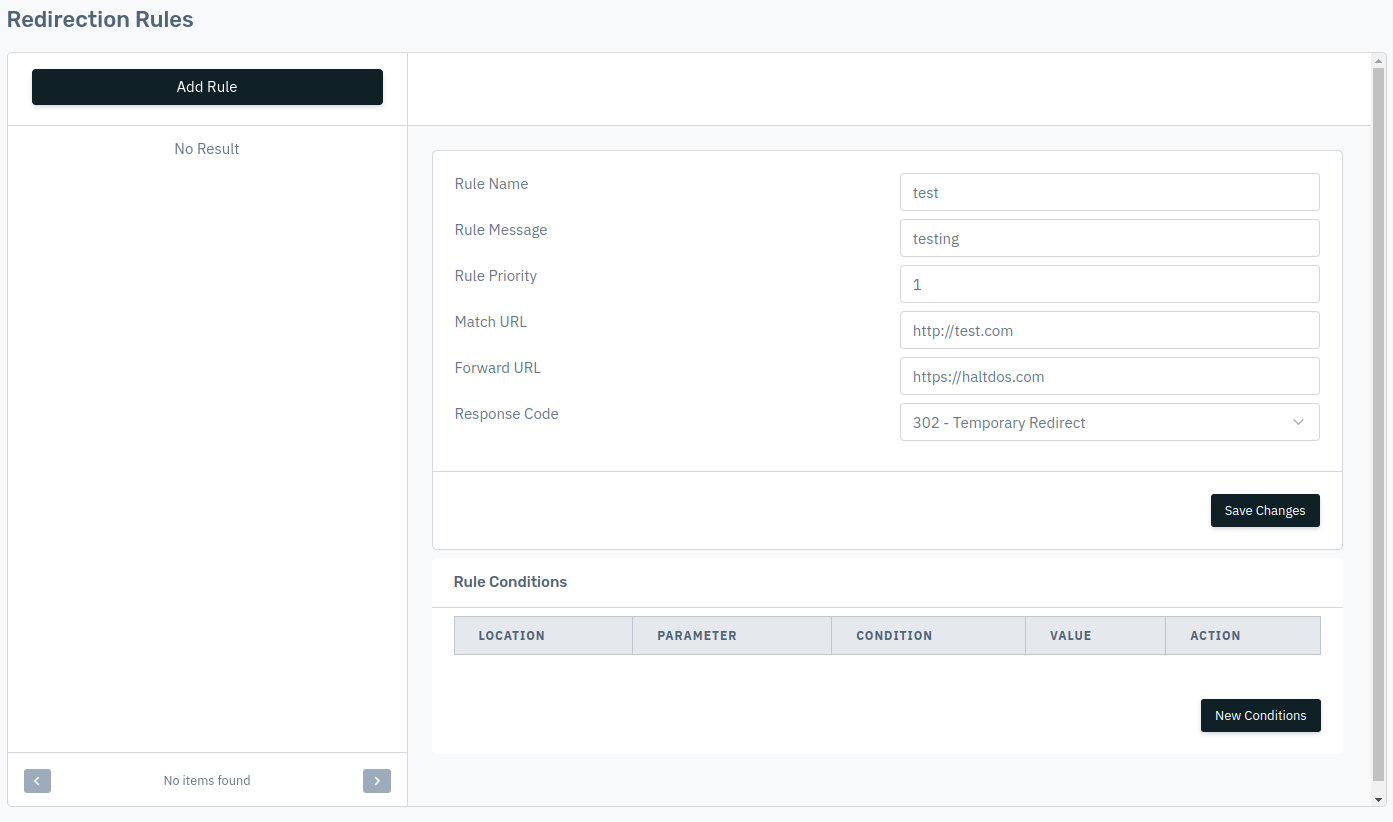 Redirection Rules
Add Rule
No Result
Rule Name
test
Rule Message
testing
Rule Priority
1
Match URL
http://test.com
Forward URL
https://haltdos.com
Response Code
302 - Temporary Redirect
Save Changes
Rule Conditions
LOCATION PARAMETER CONDITION VALUE ACTION
New Conditions
No items found